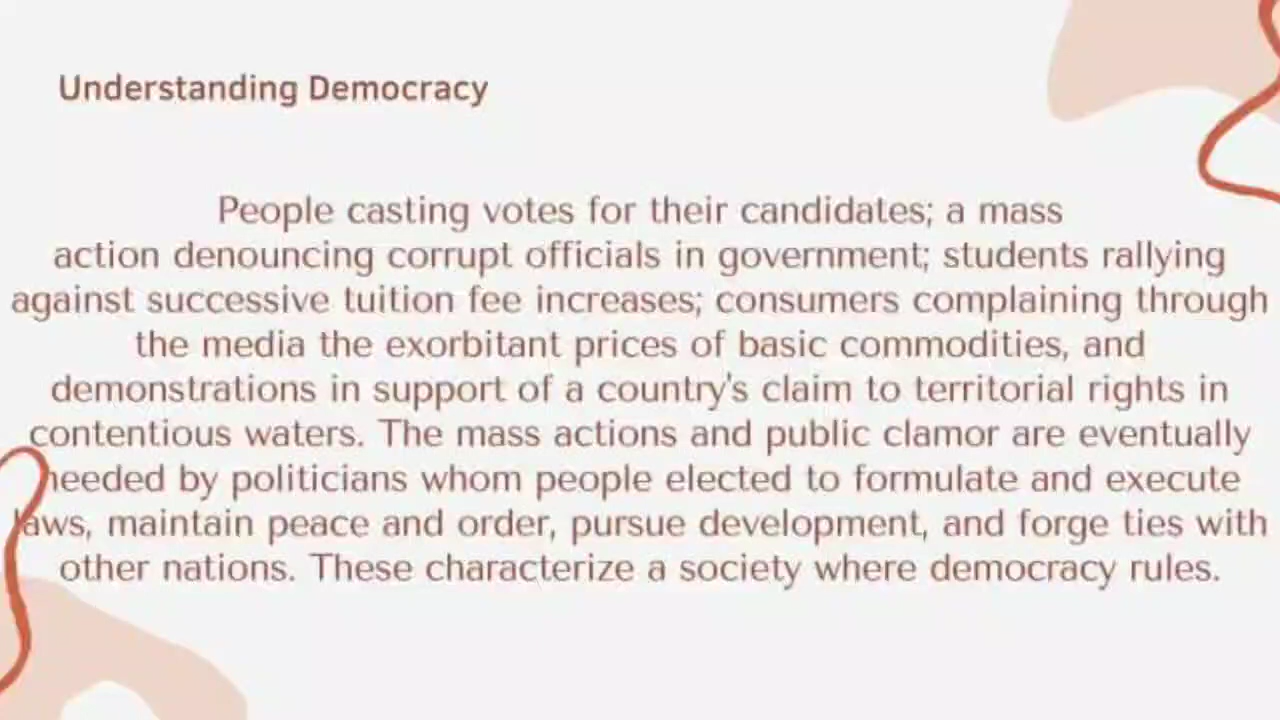 Understanding Democracy
People casting votes for their candidates; a mass
action denouncing corrupt officials in government; students rallying
against successive tuition fee increases; consumers complaining through
the media the exorbitant prices of basic commodities, and
demonstrations in support of a country's claim to territorial rights in
contentious waters. The mass actions and public clamor are eventually
needed by politicians whom people elected to formulate and execute
laws, maintain peace and order, pursue development, and forge ties with
other nations. These characterize a society where democracy rules.